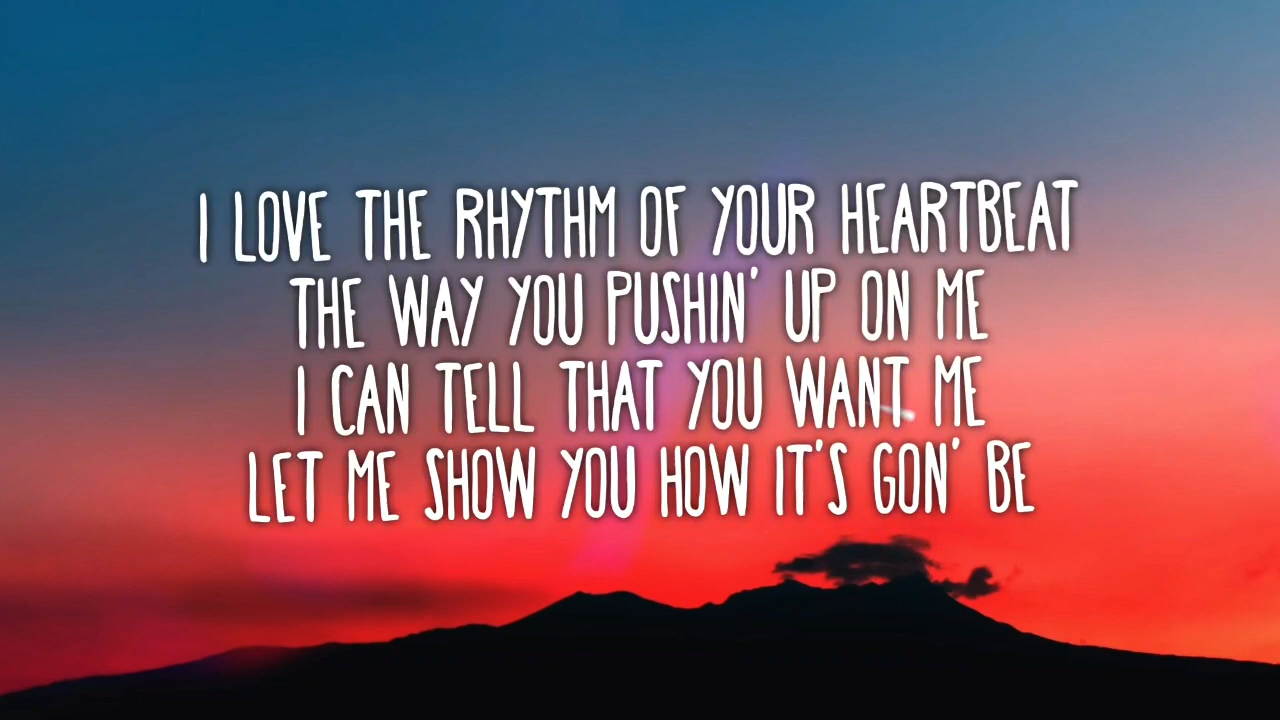 I LOVE THE RHYTHM OF YOUR HEARTBEAT
THE WAY YOU PUSHIN' UP ON ME
I CAN TELL THAT YOU WANT ME
LET ME SHOW YOU HOW IT'S GON' BE